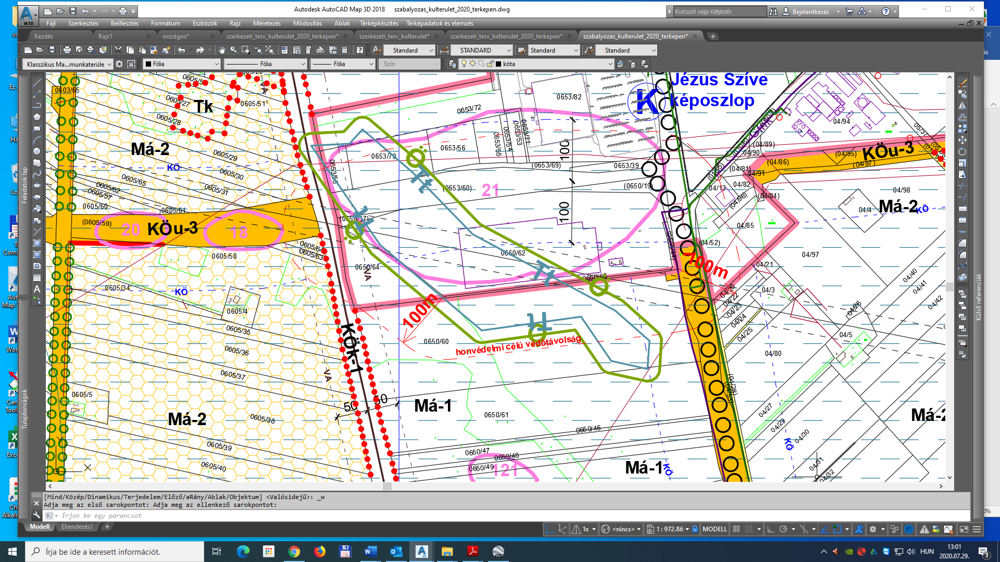 Autodesk AutoCAD Map 3D 2018 szabalyozas_kulterulet_2020_terkepen.dwg
Kulcsszó vagy kifejezés
Bejelentkezés
M3D
Fájl Szerkesztés Beillesztés Formátum Eszközök Rajz Méretezés Módosítás Ablak Térképkészítés Térképadatok és elemzés
Kezdés Rajz1 országos* szerkezeti_terv_kulterulet_2020_terkepen* szerkezeti_terv_kulterulet* szerkezeti_terv_belterulet_2020_terkepen* szabalyozas_kulterulet_2020_terkepen*
Standard STANDARD Standard Standard
Klasszikus Ma...munkaterüle Fólia Fólia Fólia Szín kóta
Feladatok lap
Tulajdonságok
Külső referenciák
Jézus Szíve
képoszlop
K
0603/65
0605/27
0605/28
Tk
0605/51
VA
0653/72
0653/82
04/94
Má-2
0605/29
KÖ
0605/30
0605/65
0605/62
0605/57
0605/31
0605/60
0605/61
(0605/59)
20
KÖu-3
18
0605/64
0605/63
0605/58
0605/34
KÖ
0605/4
0605/35
0605/36
0605/37
0605/5
0605/38
Má-2
0605/39
0605/40
0653/70
0653/56
0653/55
0653/54
0653/53
0653/71
(0653/69)
0653/39
(0653/60)
21
(0650/19)
100
100
0650/62
0650/64
VA
VA
KÖk-1
50
50
100m
100m
honvédelmi célú védőtávolság
0650/60
Má-1
0650/61
0650/46
0650/47
0650/48
0650/49
121
Má-1
KÖ
(04/89)
04/90
(04/86)
(04/95)
KÖu-3
(04/87)
(04/81)
04/91
04/82
04/13
(04/84)
(04/96)
04/98
04/4
Má-2
KÖ
04/85
(04/52)
04/97
04/21
04/3
04/20
04/22
04/23
04/24
04/25
04/26
04/40
04/41
04/42
04/5
04/80
04/27
04/29
04/30
04/31
04/32
KÖ
Má-2
[Mind/Közép/Dinamikus/Terjedelem/Előző/aRány/Ablak/Objektum] <Valósidejű>: _w
Adja meg az első sarokpontot: Adja meg az ellenkező sarokpontot:
Írjon be egy parancsot
Modell Elrendezés1
1x <nincs> 1 : 972.86 MODELL
Írja be ide a keresett információt.
HUN
13:01
2020.07.29.
3